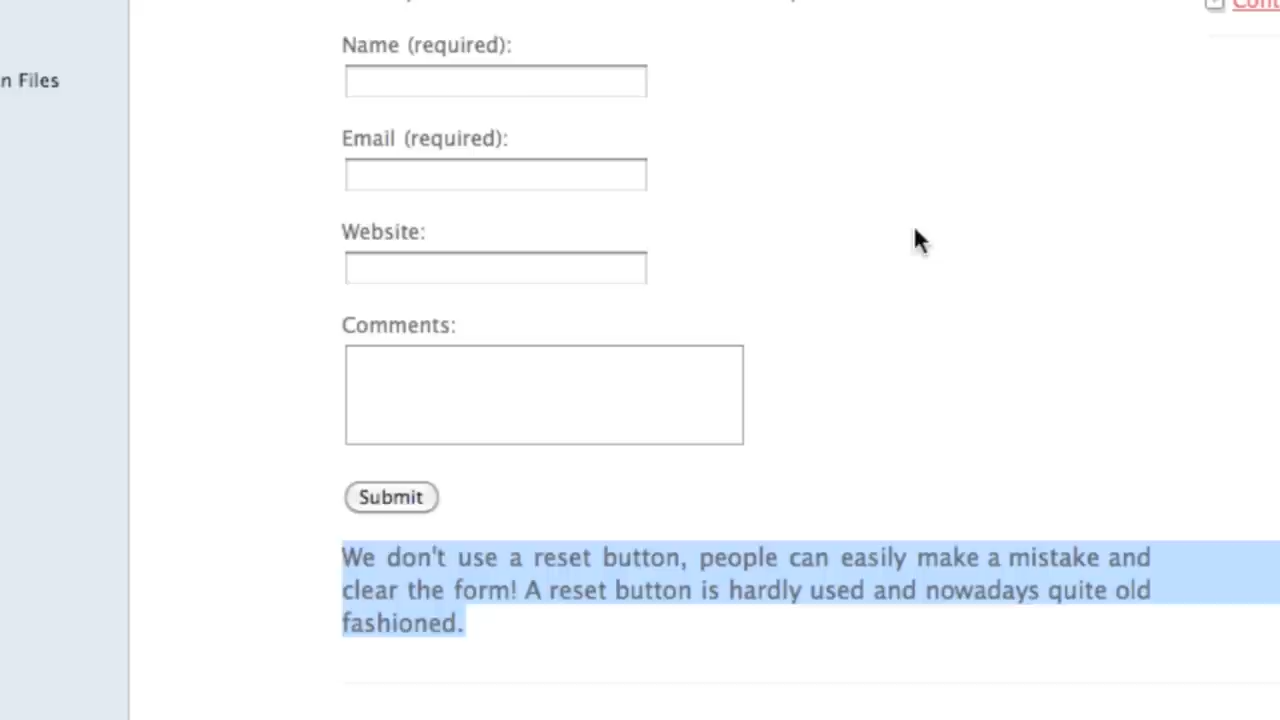 n Files
Name (required):
Email (required):
Website:
Comments:
Submit
We don't use a reset button, people can easily make a mistake and
clear the form! A reset button is hardly used and nowadays quite old
fashioned.